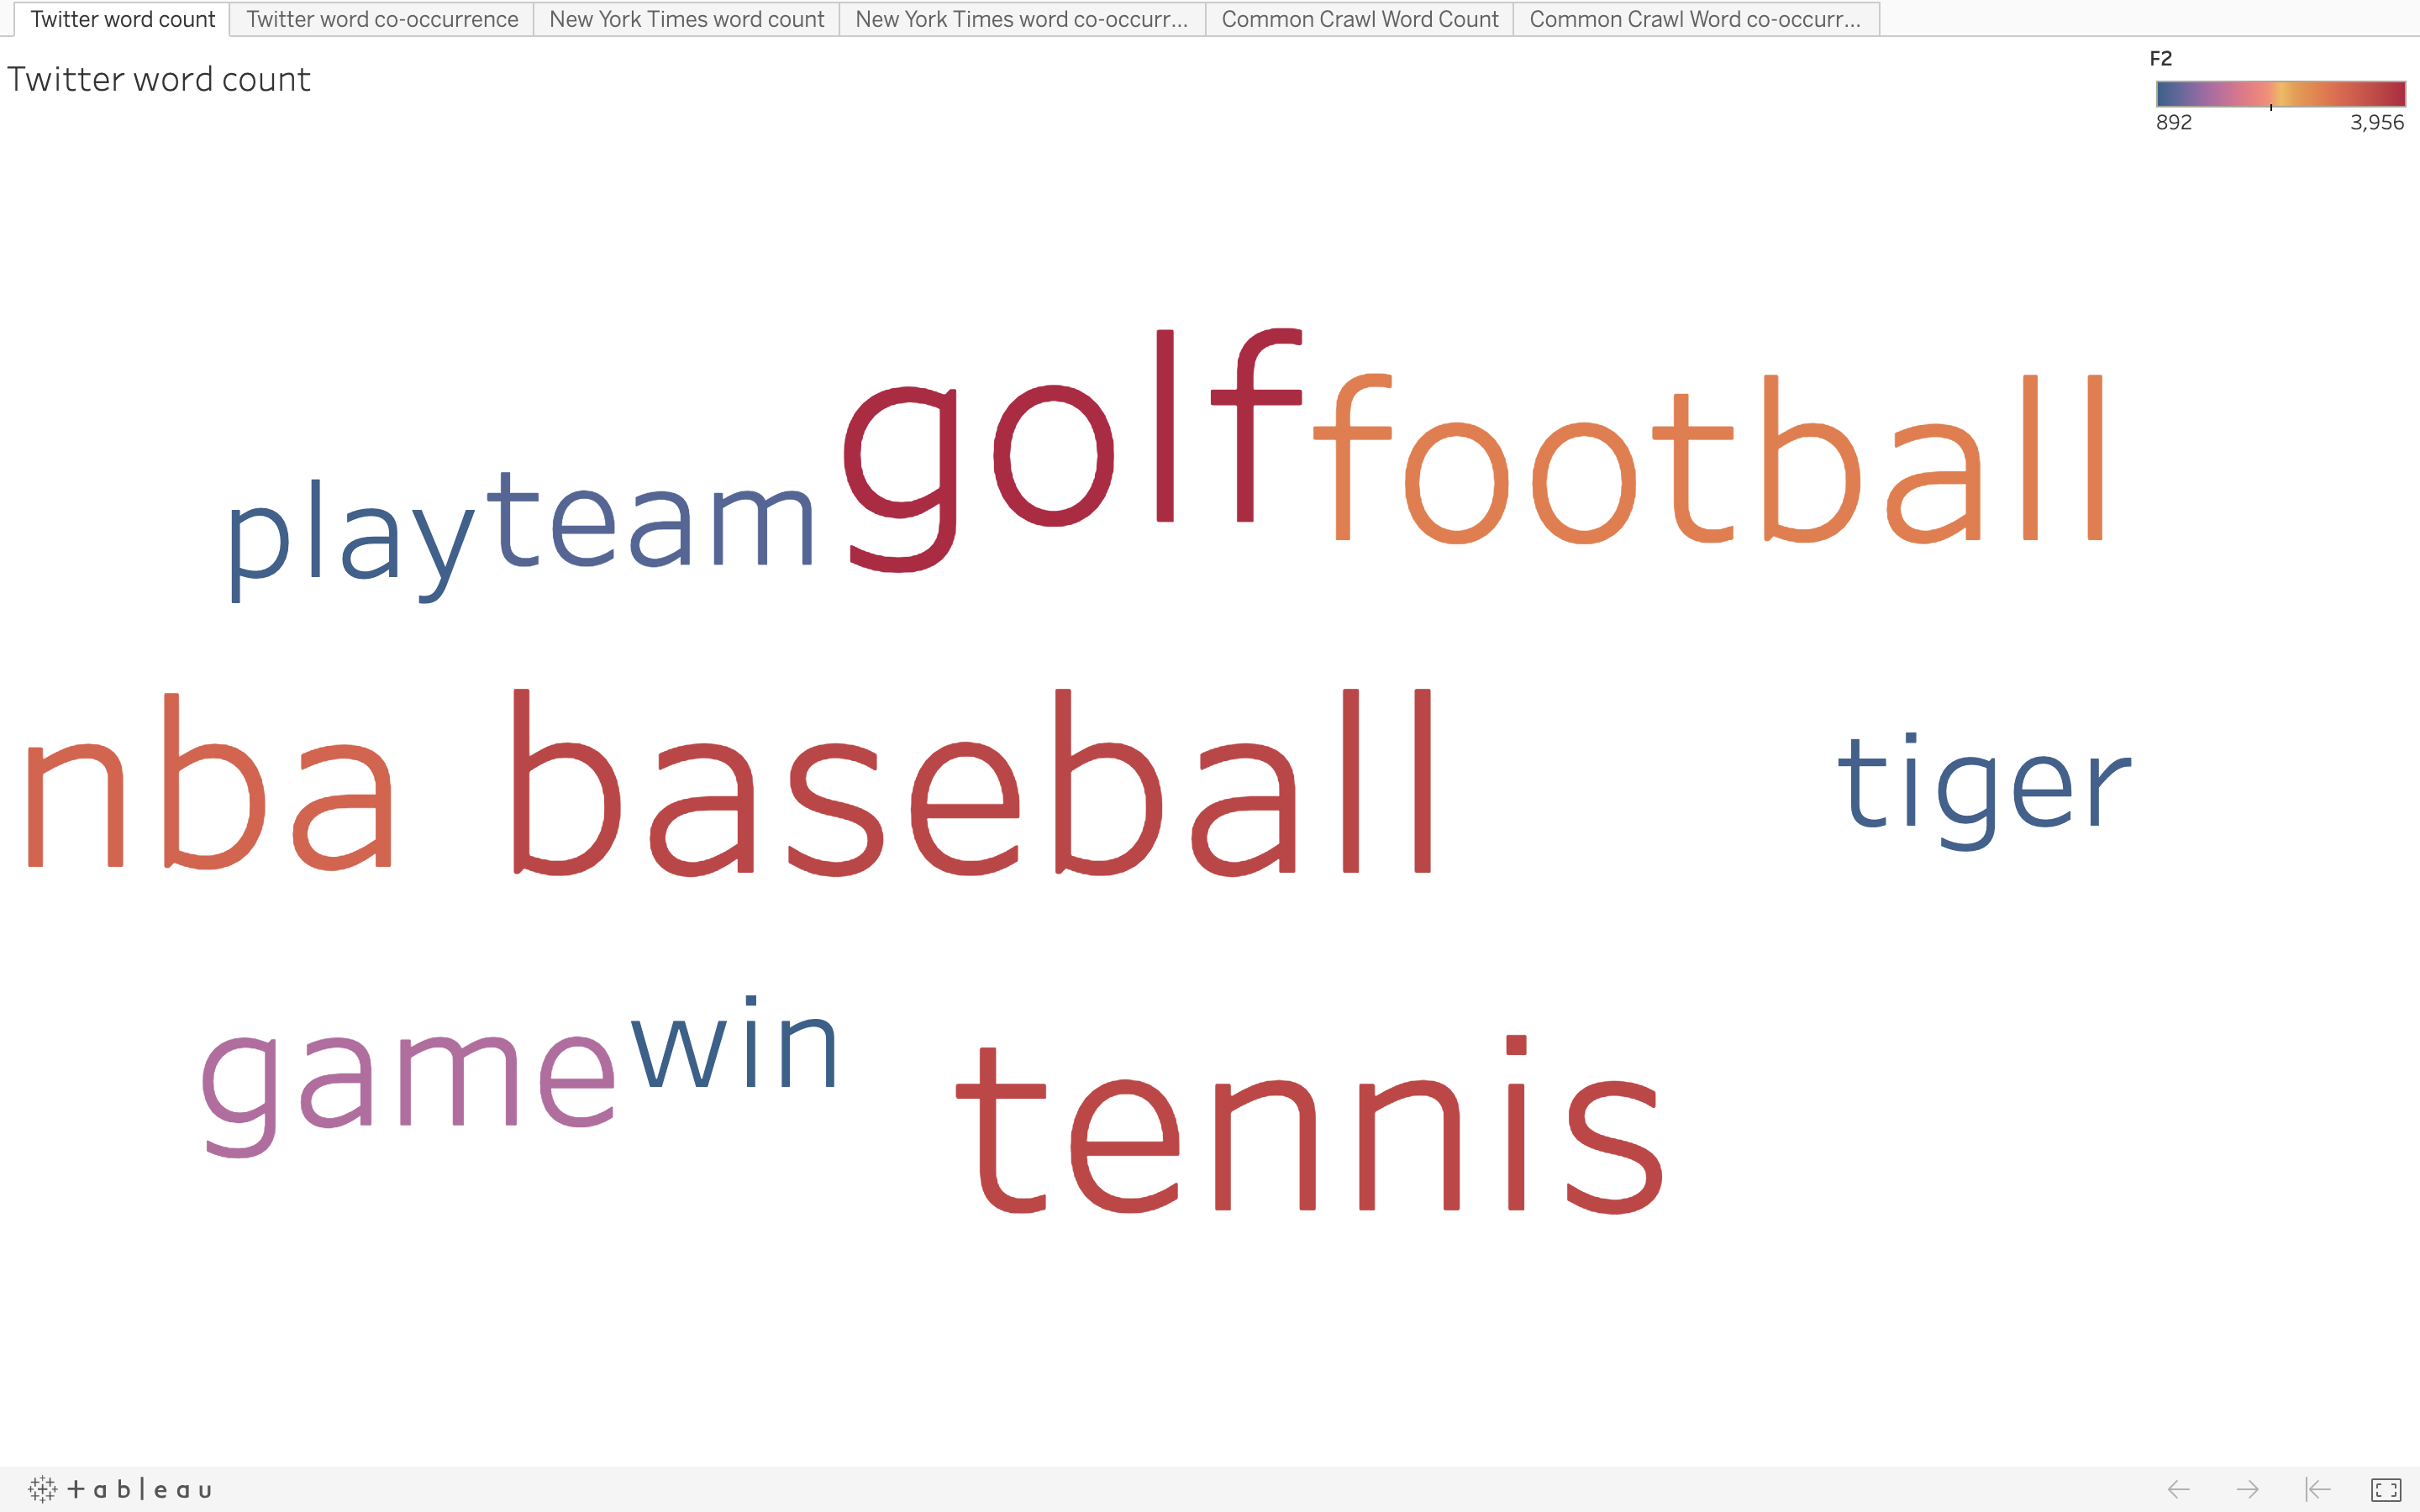 Twitter word count
Twitter word co-occurrence
New York Times word count
New York Times word co-occurr...
Common Crawl Word Count
Common Crawl Word co-occurr...
Twitter word count
F2
892 3,956
play team golf football
nba baseball tiger
game win tennis
+ableau